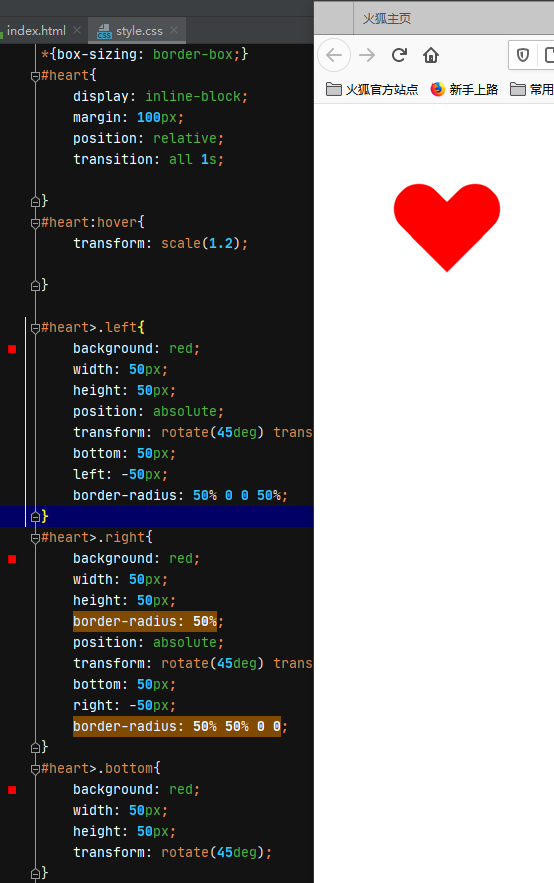 index.html
style.css
*{box-sizing: border-box;}
#heart{
display: inline-block;
margin: 100px;
position: relative;
transition: all 1s;
}
#heart:hover{
transform: scale(1.2);
}
#heart>.left{
background: red;
width: 50px;
height: 50px;
position: absolute;
transform: rotate(45deg) trans
bottom: 50px;
left: -50px;
border-radius: 50% 0 0 50%;
}
#heart>.right{
background: red;
width: 50px;
height: 50px;
border-radius: 50%;
position: absolute;
transform: rotate(45deg) trans
bottom: 50px;
right: -50px;
border-radius: 50% 50% 0 0;
}
#heart>.bottom{
background: red;
width: 50px;
height: 50px;
transform: rotate(45deg);
}
火狐主页
火狐官方站点 新手上路 常用